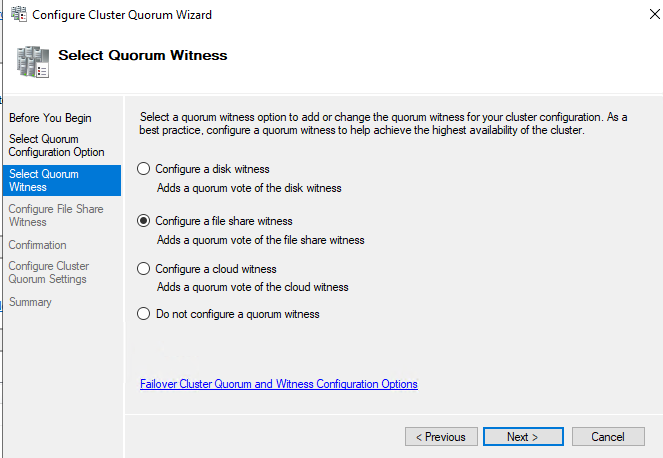 Configure Cluster Quorum Wizard
Select Quorum Witness
Before You Begin
Select Quorum
Configuration Option
Select Quorum
Witness
Configure File Share
Witness
Confirmation
Configure Cluster
Quorum Settings
Summary
Select a quorum witness option to add or change the quorum witness for your cluster configuration. As a
best practice, configure a quorum witness to help achieve the highest availability of the cluster.
Configure a disk witness
Adds a quorum vote of the disk witness
Configure a file share witness
Adds a quorum vote of the file share witness
Configure a cloud witness
Adds a quorum vote of the cloud witness
Do not configure a quorum witness
Failover Cluster Quorum and Witness Configuration Options
< Previous
Next >
Cancel